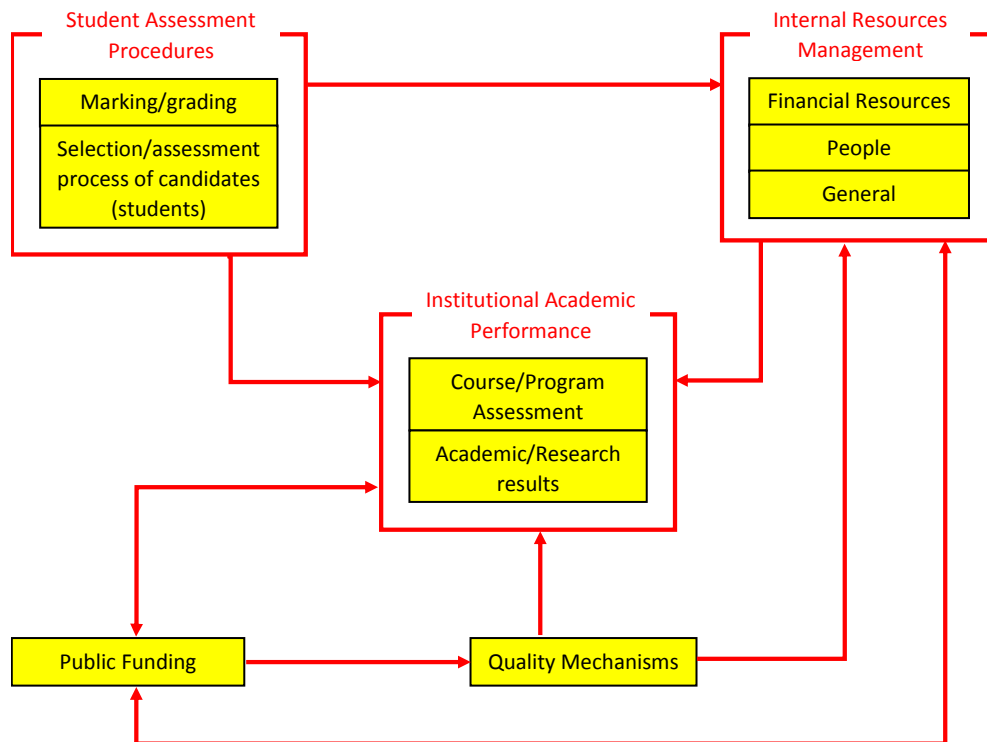 Student Assessment
Procedures
Marking/grading
Selection/assessment
process of candidates
(students)
Internal Resources
Management
Financial Resources
People
General
Institutional Academic
Performance
Course/Program
Assessment
Academic/Research
results
Public Funding
Quality Mechanisms